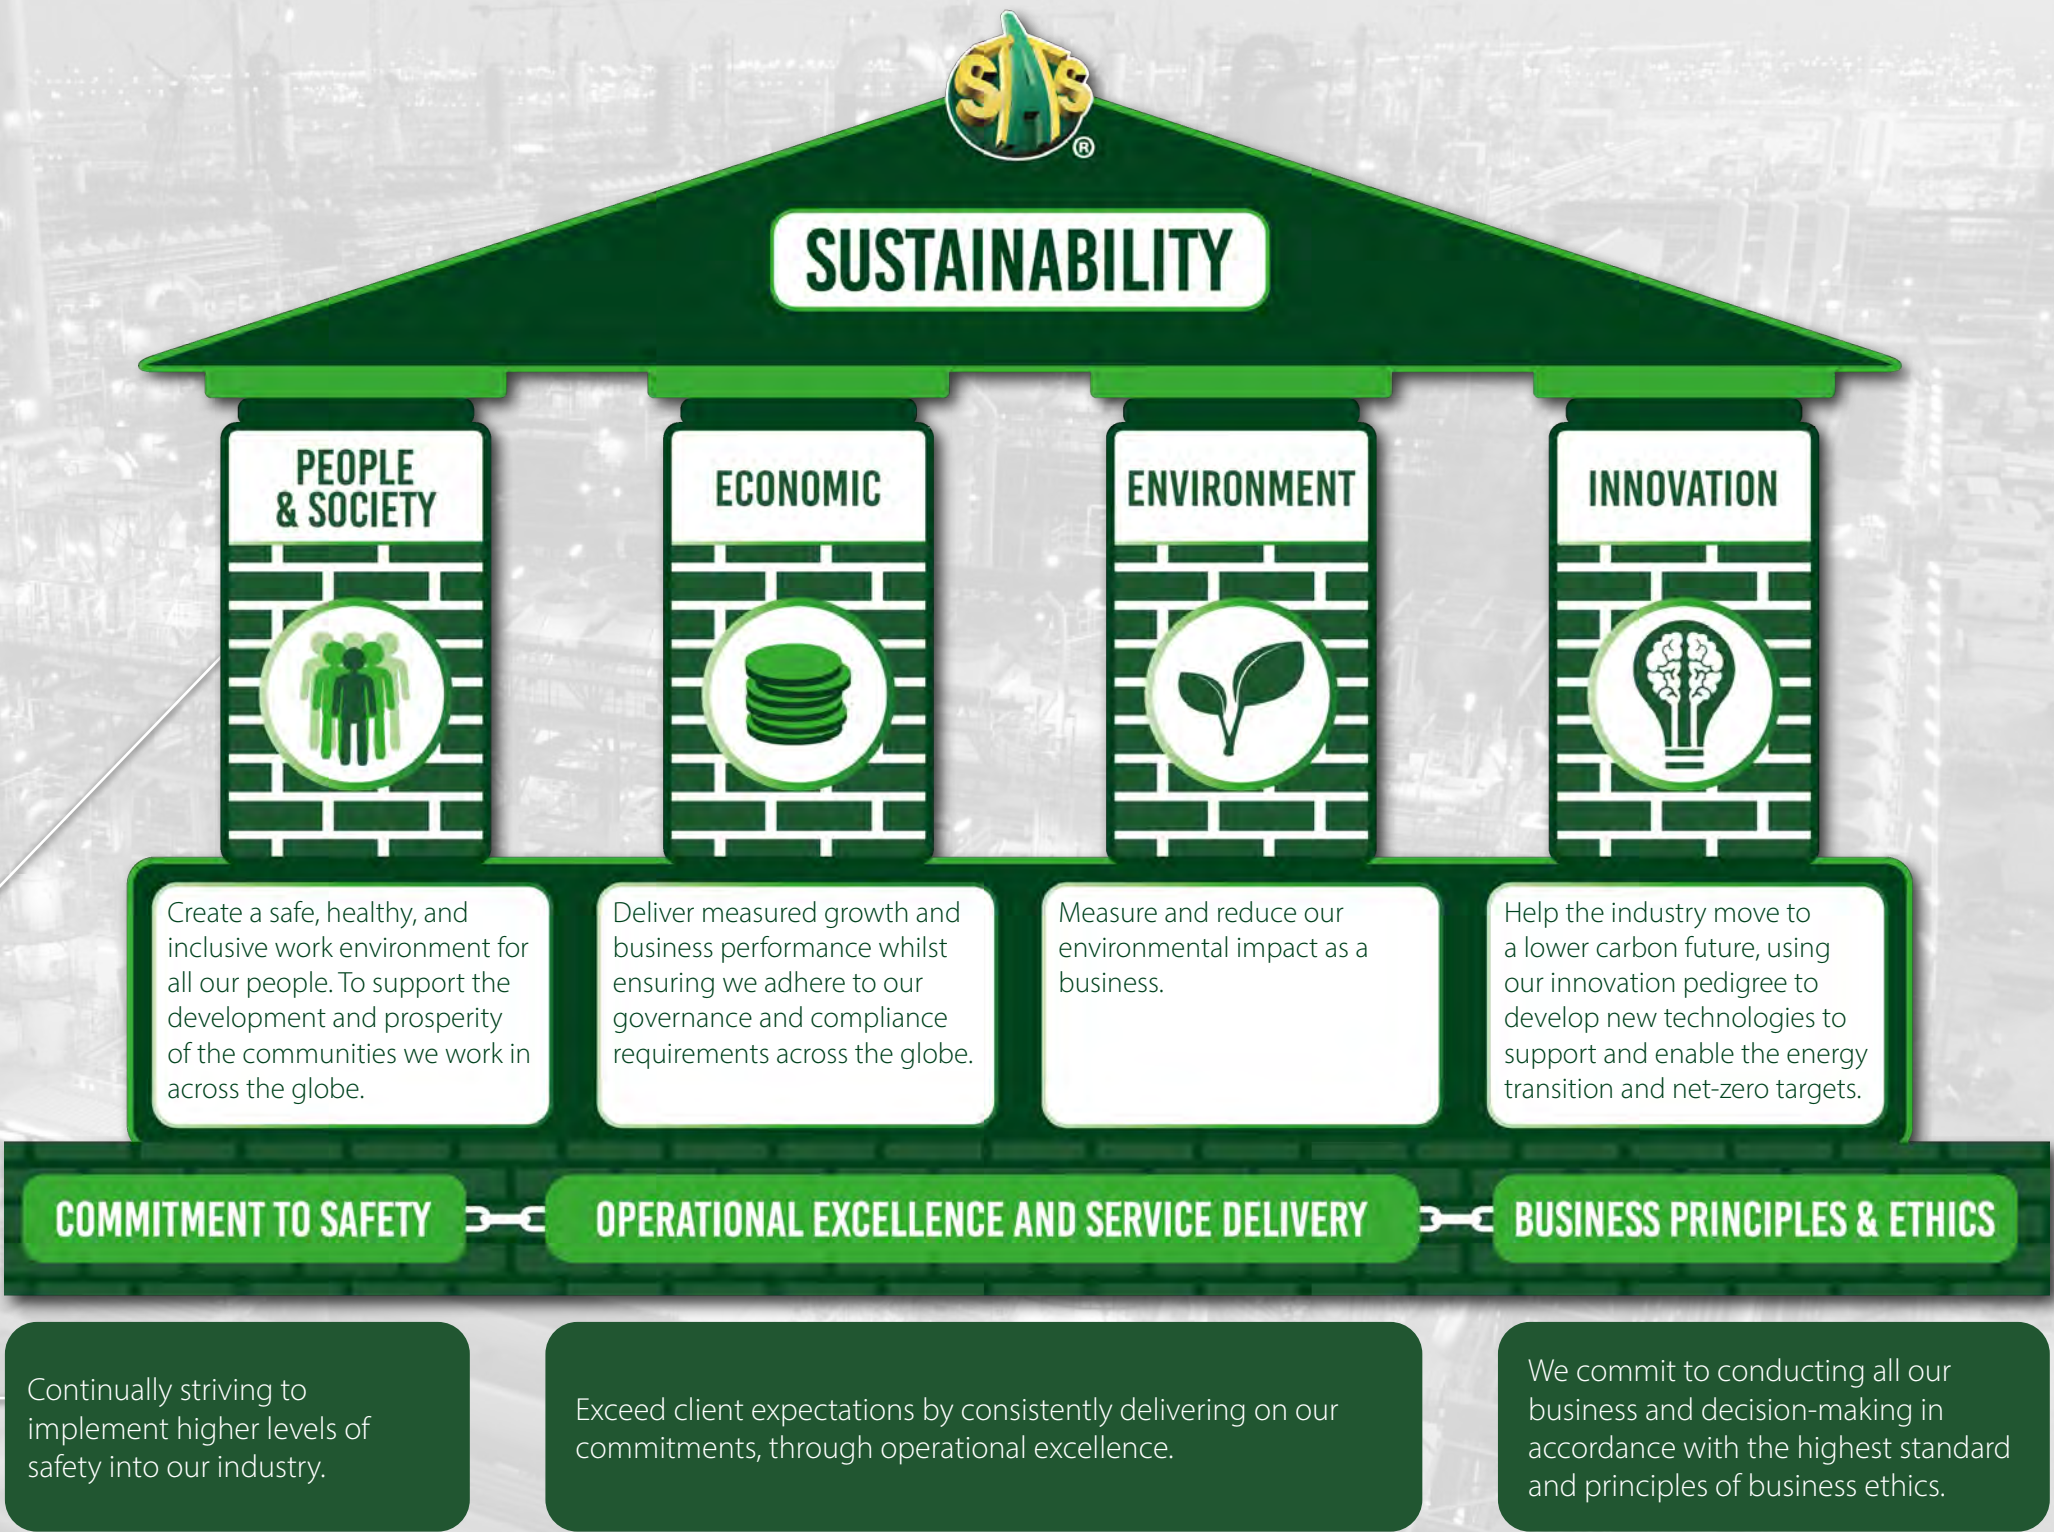 STATS
®
SUSTAINABILITY
PEOPLE
& SOCIETY
ECONOMIC
ENVIRONMENT
INNOVATION
Create a safe, healthy, and
inclusive work environment for
all our people. To support the
development and prosperity
of the communities we work in
across the globe.
Deliver measured growth and
business performance whilst
ensuring we adhere to our
governance and compliance
requirements across the globe.
Measure and reduce our
environmental impact as a
business.
Help the industry move to
a lower carbon future, using
our innovation pedigree to
develop new technologies to
support and enable the energy
transition and net-zero targets.
COMMITMENT TO SAFETY
OPERATIONAL EXCELLENCE AND SERVICE DELIVERY
BUSINESS PRINCIPLES & ETHICS
Continually striving to
implement higher levels of
safety into our industry.
Exceed client expectations by consistently delivering on our
commitments, through operational excellence.
We commit to conducting all our
business and decision-making in
accordance with the highest standard
and principles of business ethics.